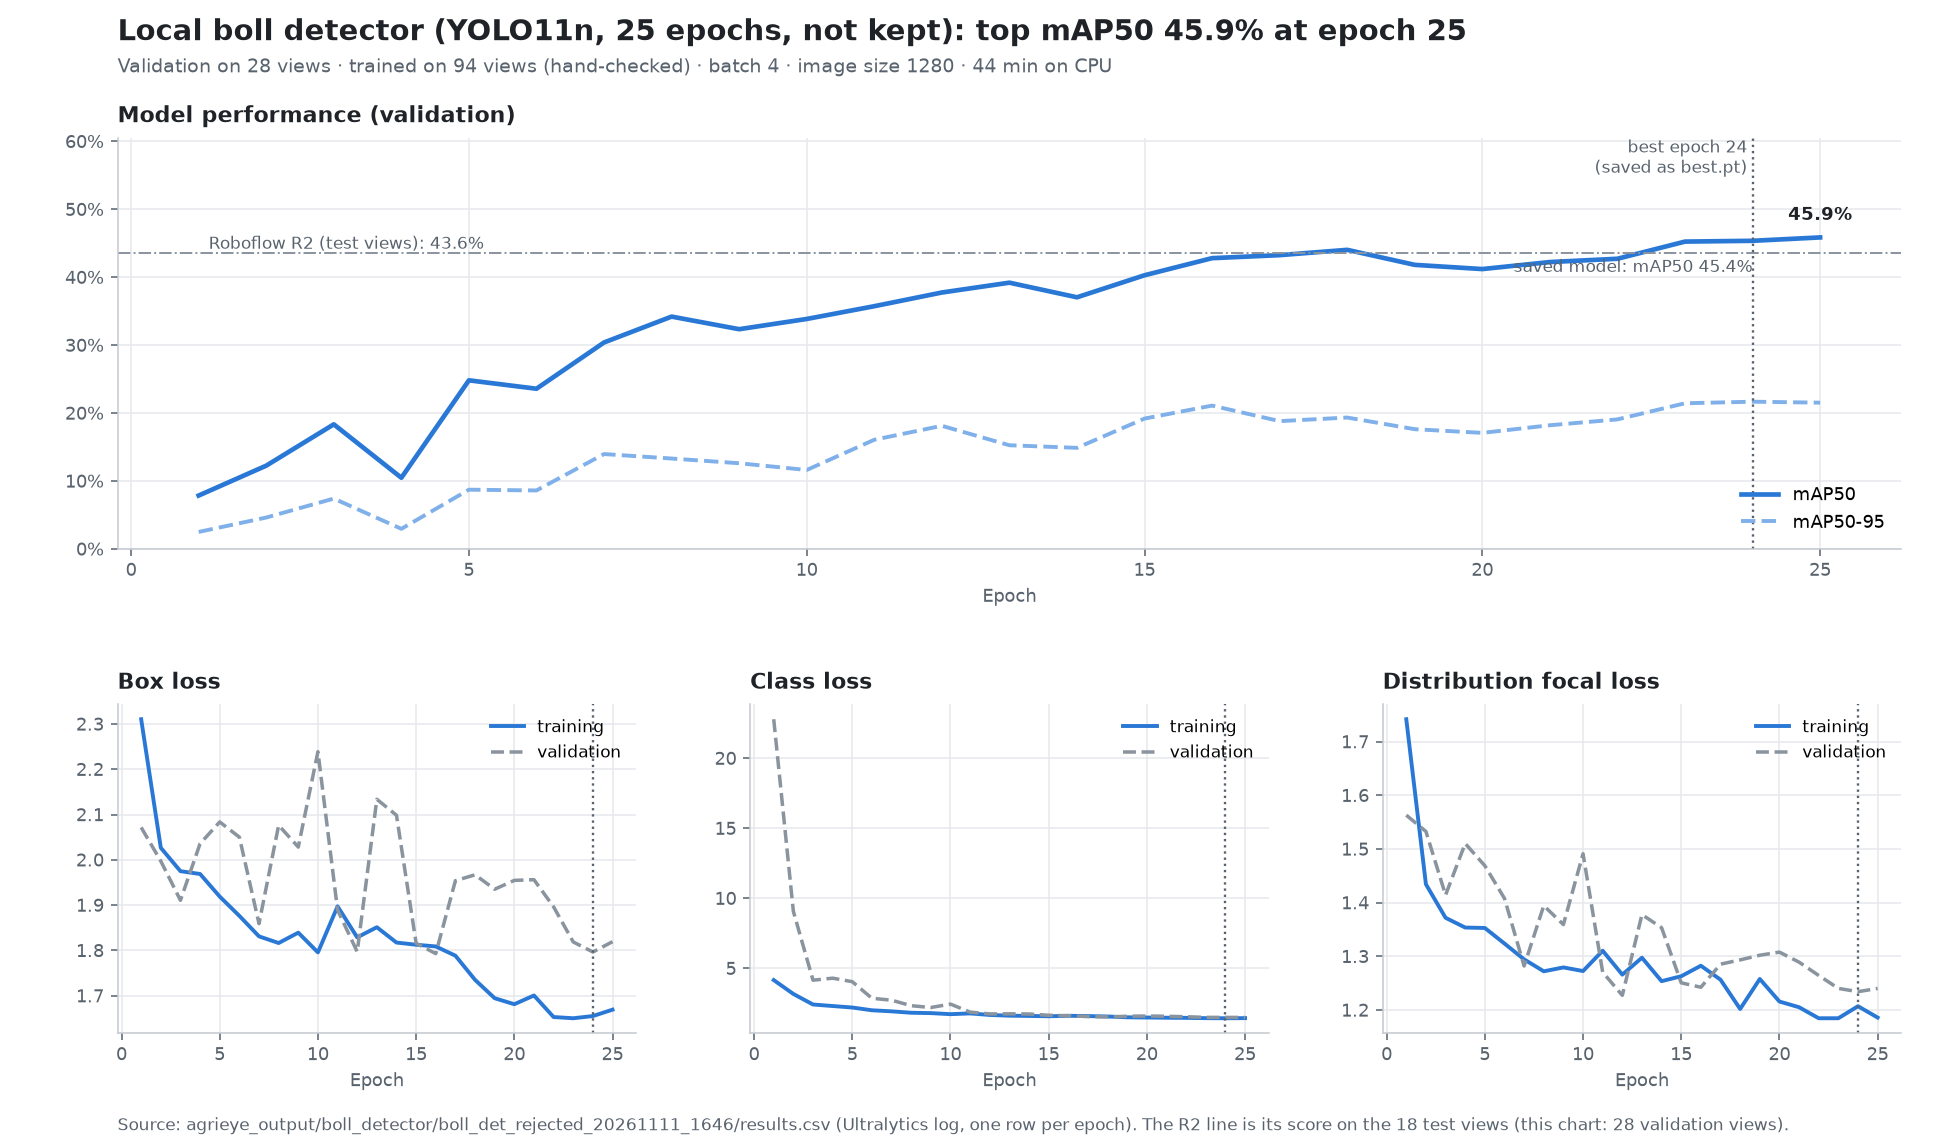 Local boll detector (YOLO11n, 25 epochs, not kept): top mAP50 45.9% at epoch 25
Validation on 28 views · trained on 94 views (hand-checked) · batch 4 · image size 1280 · 44 min on CPU
Model performance (validation)
60%
50%
40%
30%
20%
10%
0%
best epoch 24
(saved as best.pt)
45.9%
Roboflow R2 (test views): 43.6%
saved model: mAP50 45.4%
mAP50
mAP50-95
0
5
10
15
20
25
Epoch
Box loss
training
validation
2.3
2.2
2.1
2.0
1.9
1.8
1.7
0
5
10
15
20
25
Epoch
Class loss
training
validation
20
15
10
5
0
5
10
15
20
25
Epoch
Distribution focal loss
training
validation
1.7
1.6
1.5
1.4
1.3
1.2
0
5
10
15
20
25
Epoch
Source: agrieye_output/boll_detector/boll_det_rejected_20261111_1646/results.csv (Ultralytics log, one row per epoch). The R2 line is its score on the 18 test views (this chart: 28 validation views).